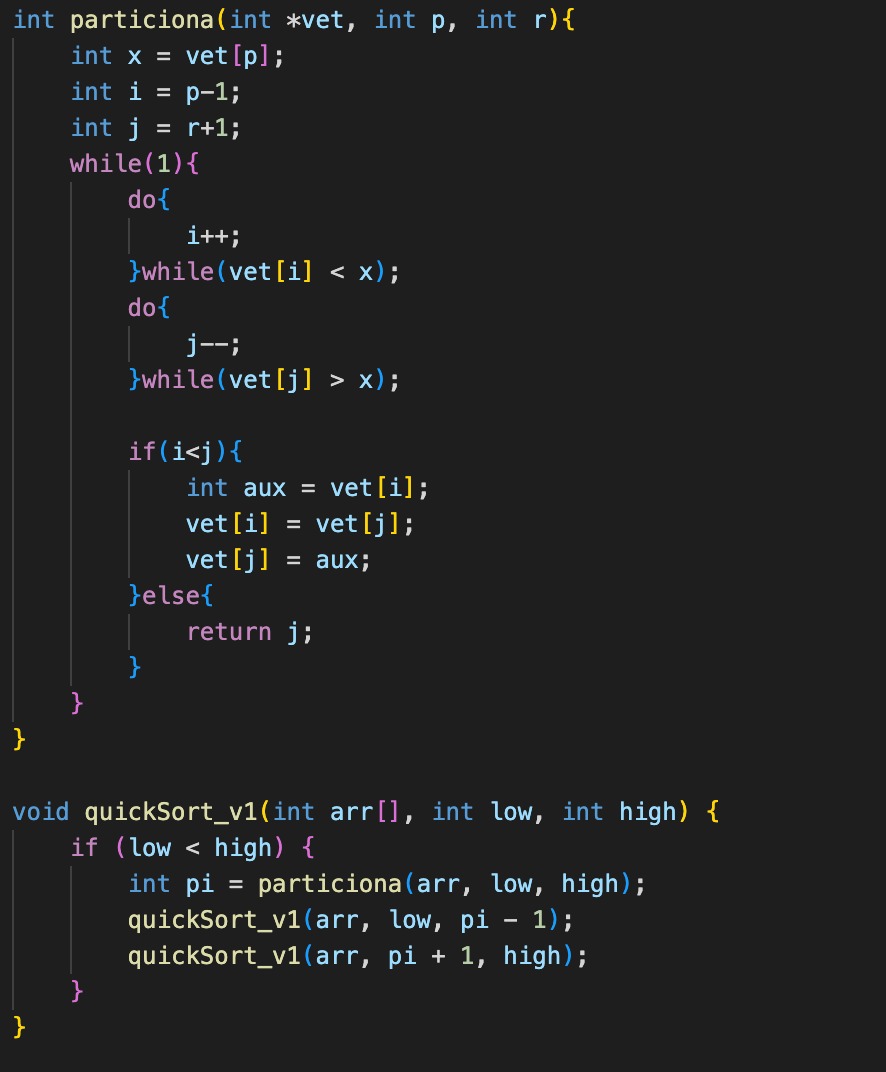 int particiona(int *vet, int p, int r){
    int x = vet[p];
    int i = p-1;
    int j = r+1;
    while(1){
        do{
            i++;
        }while(vet[i] < x);
        do{
            j--;
        }while(vet[j] > x);

        if(i<j){
            int aux = vet[i];
            vet[i] = vet[j];
            vet[j] = aux;
        }else{
            return j;
        }
    }
}

void quickSort_v1(int arr[], int low, int high) {
    if (low < high) {
        int pi = particiona(arr, low, high);
        quickSort_v1(arr, low, pi - 1);
        quickSort_v1(arr, pi + 1, high);
    }
}